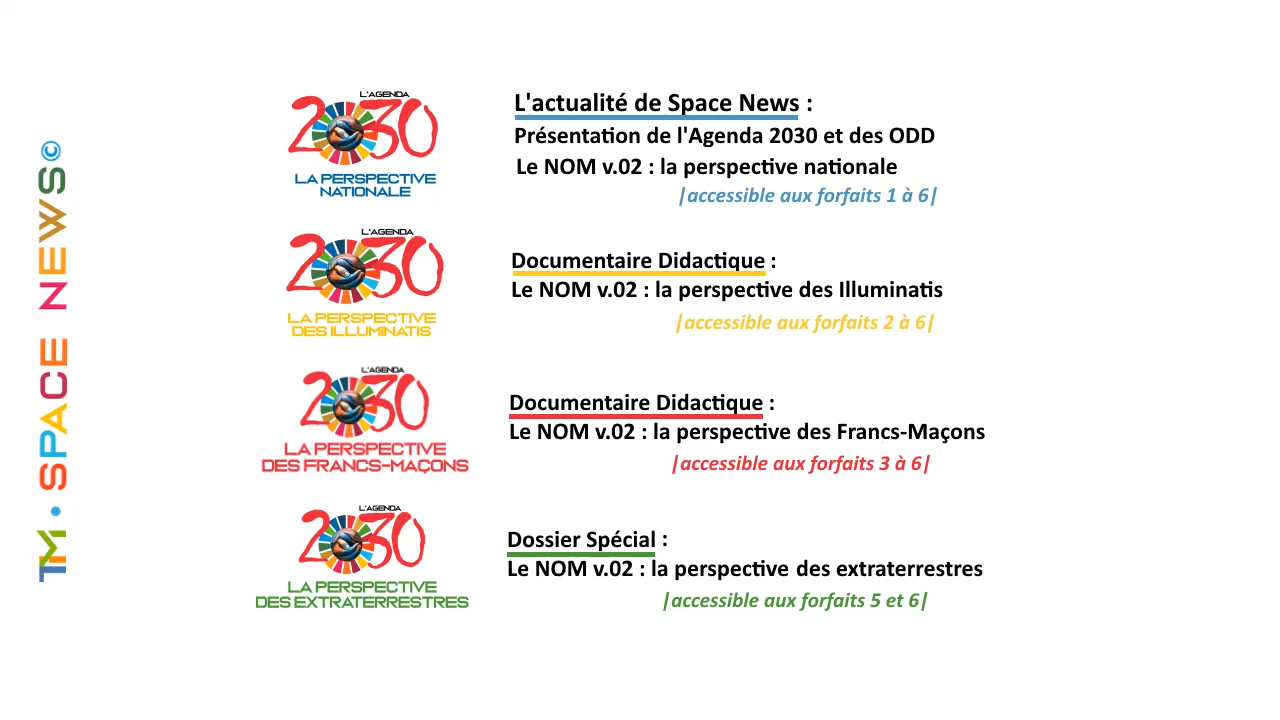 TM • SPACE NEWS©
L'AGENDA
2030
LA PERSPECTIVE
NATIONALE
L'actualité de Space News :
Présentation de l'Agenda 2030 et des ODD
Le NOM v.02 : la perspective nationale
|accessible aux forfaits 1 à 6|
L'AGENDA
2030
LA PERSPECTIVE
DES ILLUMINATIS
Documentaire Didactique :
Le NOM v.02 : la perspective des Illuminatis
|accessible aux forfaits 2 à 6|
L'AGENDA
2030
LA PERSPECTIVE
DES FRANCS-MAÇONS
Documentaire Didactique :
Le NOM v.02 : la perspective des Francs-Maçons
|accessible aux forfaits 3 à 6|
L'AGENDA
2030
LA PERSPECTIVE
DES EXTRATERRESTRES
Dossier Spécial :
Le NOM v.02 : la perspective des extraterrestres
|accessible aux forfaits 5 et 6|